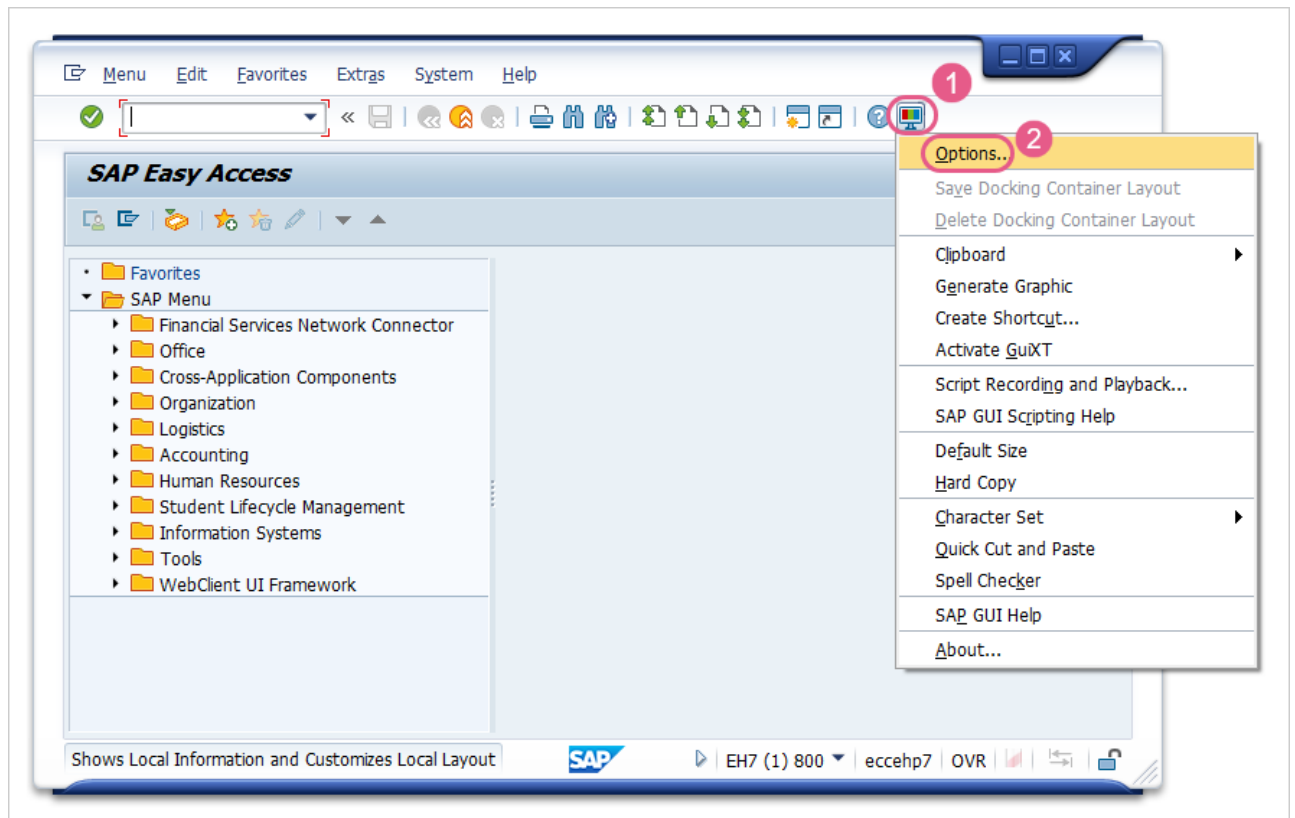 Menu Edit Favorites Extras System Help
1
SAP Easy Access
Options...
2
Save Docking Container Layout
Delete Docking Container Layout
Clipboard
Generate Graphic
Create Shortcut...
Activate GuiXT
Script Recording and Playback...
SAP GUI Scripting Help
Default Size
Hard Copy
Character Set
Quick Cut and Paste
Spell Checker
SAP GUI Help
About...
Favorites
SAP Menu
Financial Services Network Connector
Office
Cross-Application Components
Organization
Logistics
Accounting
Human Resources
Student Lifecycle Management
Information Systems
Tools
WebClient UI Framework
Shows Local Information and Customizes Local Layout SAP EH7 (1) 800 eccehp7 OVR